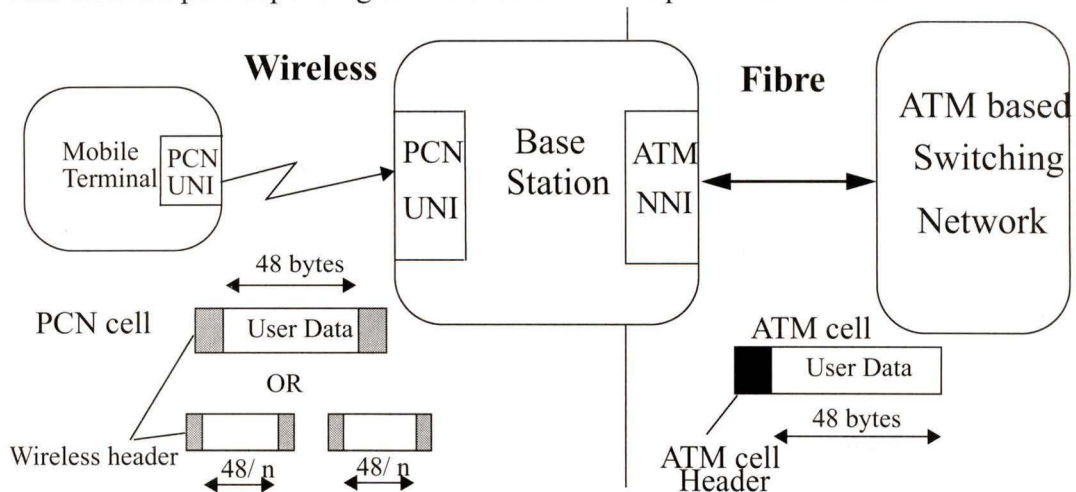 Wireless
Fibre
Mobile
Terminal
PCN
UNI
PCN
UNI
Base
Station
ATM
NNI
ATM based
Switching
Network
48 bytes
PCN cell
User Data
OR
Wireless header
48/ n
48/ n
ATM cell
User Data
48 bytes
ATM cell
Header